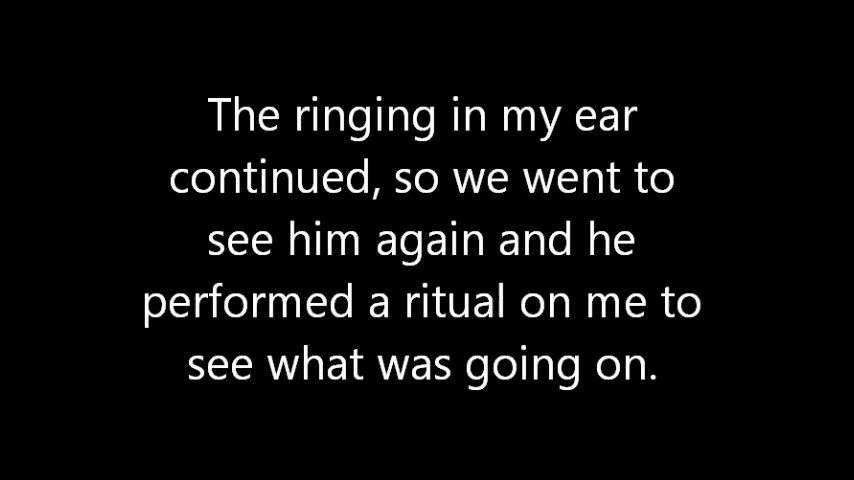 The ringing in my ear
continued, so we went to
see him again and he
performed a ritual on me to
see what was going on.